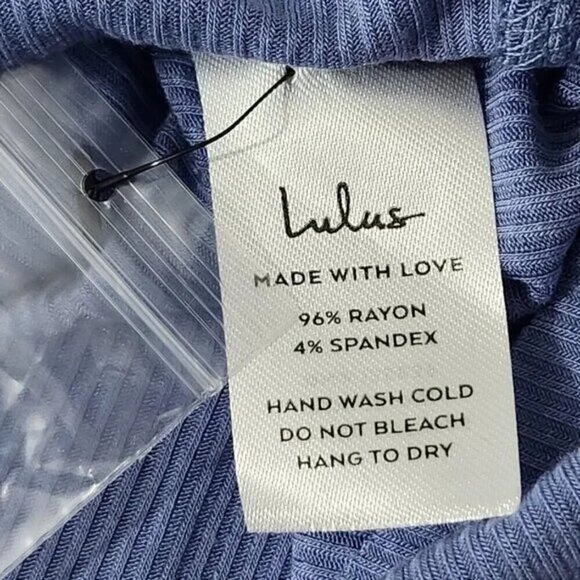 Lulus
MADE WITH LOVE
96% RAYON
4% SPANDEX
HAND WASH COLD
DO NOT BLEACH
HANG TO DRY